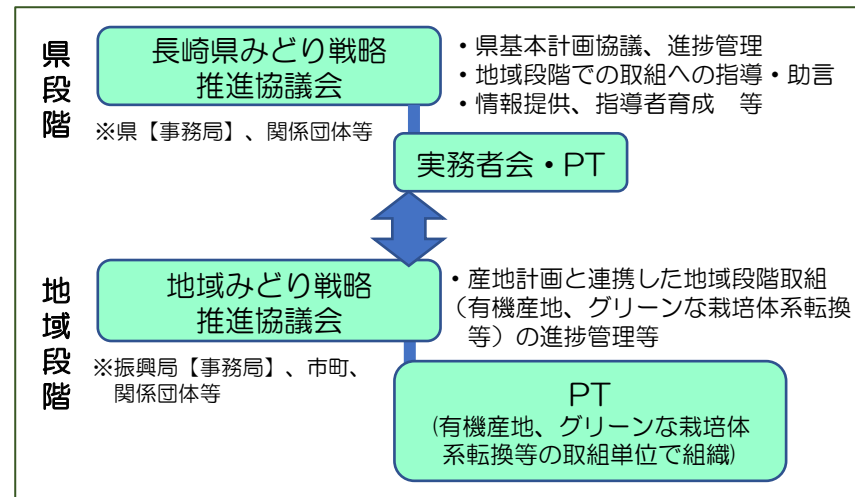 県段階
長崎県みどり戦略
推進協議会
※県【事務局】、関係団体等
・県基本計画協議、進捗管理
・地域段階での取組への指導・助言
・情報提供、指導者育成　等
実務者会・PT
地域段階
地域みどり戦略
推進協議会
※振興局【事務局】、市町、
関係団体等
・産地計画と連携した地域段階取組
（有機産地、グリーンな栽培体系転換
等）の進捗管理等
PT
(有機産地、グリーンな栽培体
系転換等の取組単位で組織)